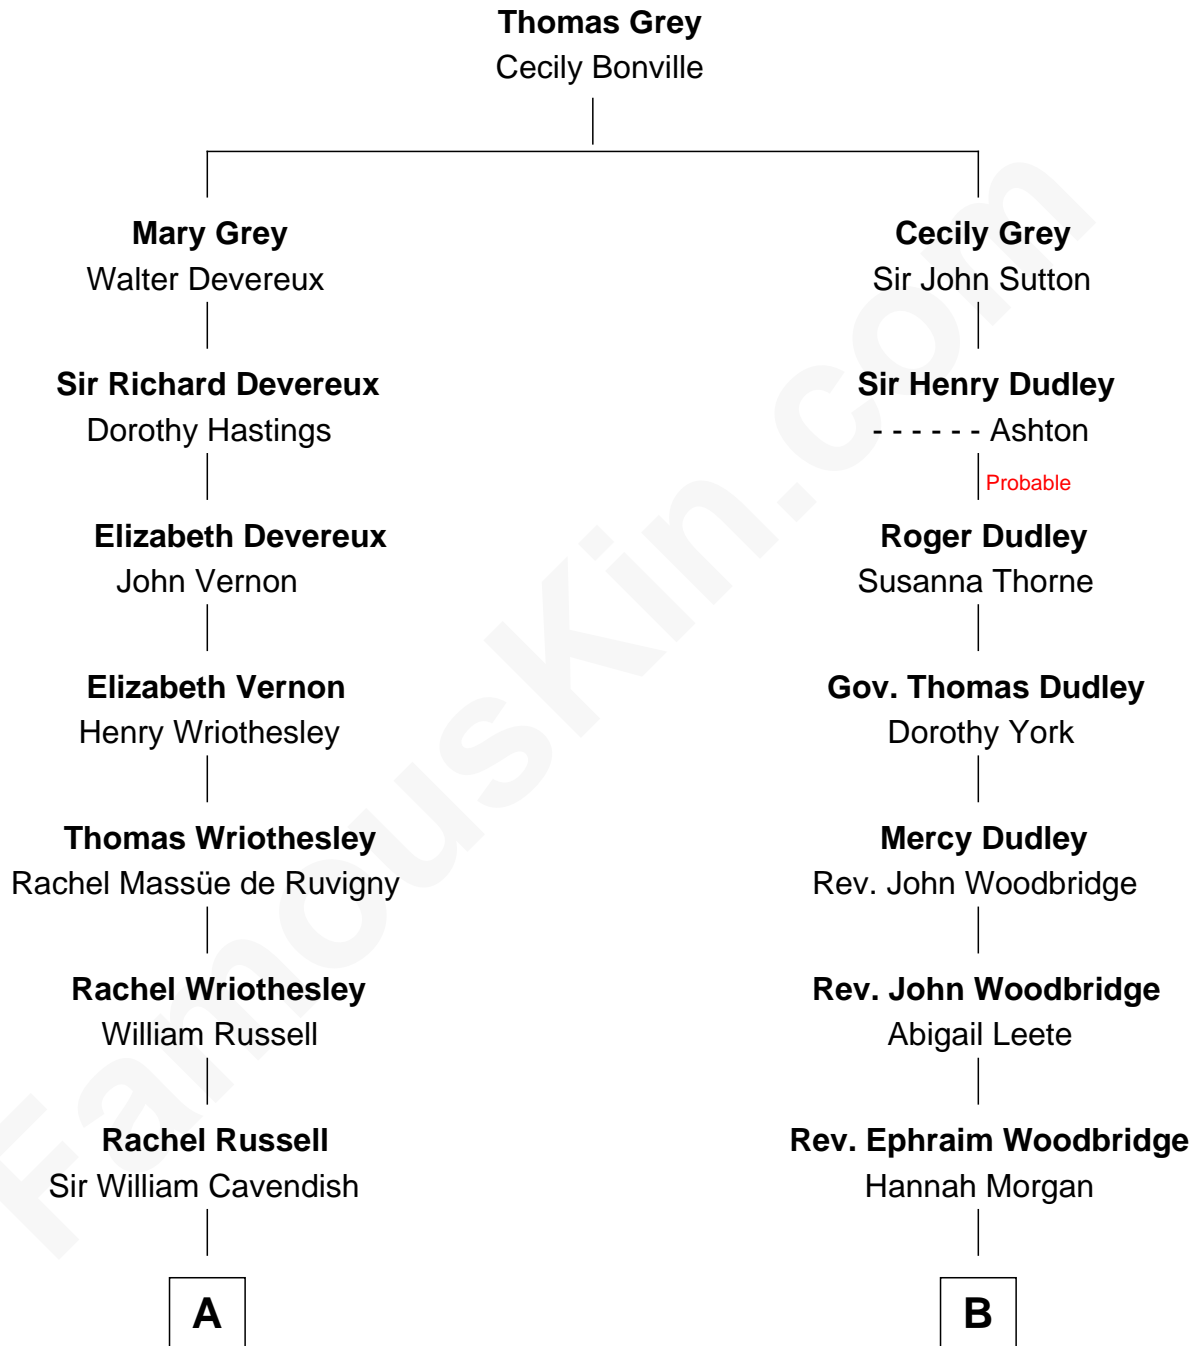 Thomas Grey
Cecily Bonville
Mary Grey
Walter Devereux
Cecily Grey
Sir John Sutton
Sir Richard Devereux
Dorothy Hastings
Sir Henry Dudley
- - - - - - Ashton
Probable
Elizabeth Devereux
John Vernon
Roger Dudley
Susanna Thorne
Elizabeth Vernon
Henry Wriothesley
Gov. Thomas Dudley
Dorothy York
Thomas Wriothesley
Rachel Massüe de Ruvigny
Mercy Dudley
Rev. John Woodbridge
Rachel Wriothesley
William Russell
Rev. John Woodbridge
Abigail Leete
Rachel Russell
Sir William Cavendish
Rev. Ephraim Woodbridge
Hannah Morgan
A
B
FamousKin.com